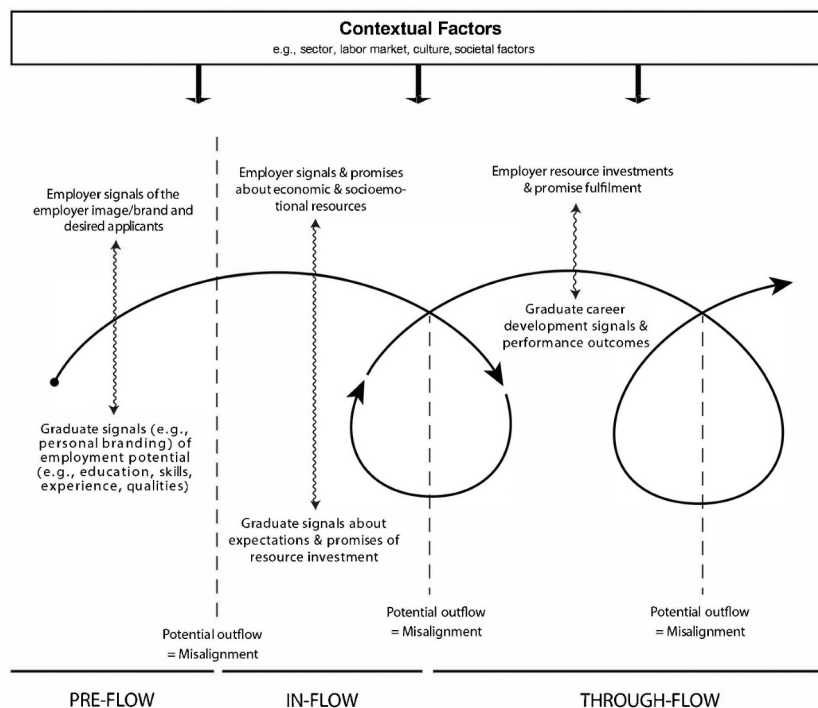 Contextual Factors
e.g., sector, labor market, culture, societal factors
Employer signals of the
employer image/brand and
desired applicants
Employer signals & promises
about economic & socioemo-
tional resources
Employer resource investments
& promise fulfilment
Graduate career
development signals &
performance outcomes
Graduate signals (e.g.,
personal branding) of
employment potential
(e.g., education, skills,
experience, qualities)
Graduate signals about
expectations & promises of
resource investment
Potential outflow
= Misalignment
Potential outflow
= Misalignment
Potential outflow
= Misalignment
PRE-FLOW
IN-FLOW
THROUGH-FLOW